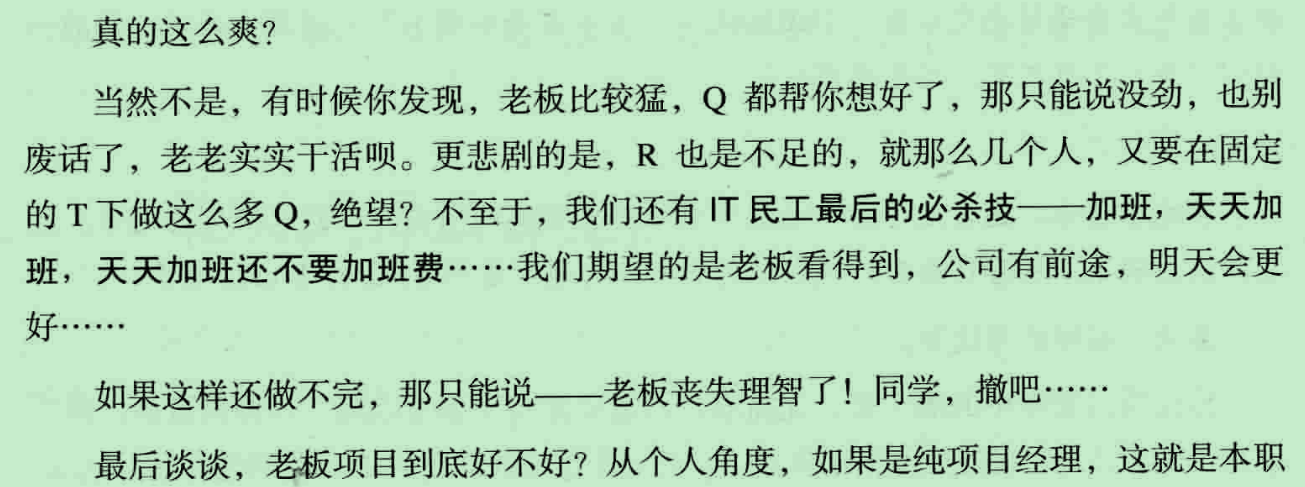 真的这么爽?
当然不是，有时候你发现，老板比较猛，Q 都帮你想好了，那只能说没劲，也别
废话了，老老实实干活呗。更悲剧的是，R 也是不足的，就那么几个人，又要在固定
的 T 下做这么多 Q，绝望？不至于，我们还有 IT 民工最后的必杀技——加班，天天加
班，天天加班还不要加班费……我们期望的是老板看得到，公司有前途，明天会更
好……
如果这样还做不完，那只能说——老板丧失理智了！同学，撤吧……
最后谈谈，老板项目到底好不好？从个人角度，如果是纯项目经理，这就是本职